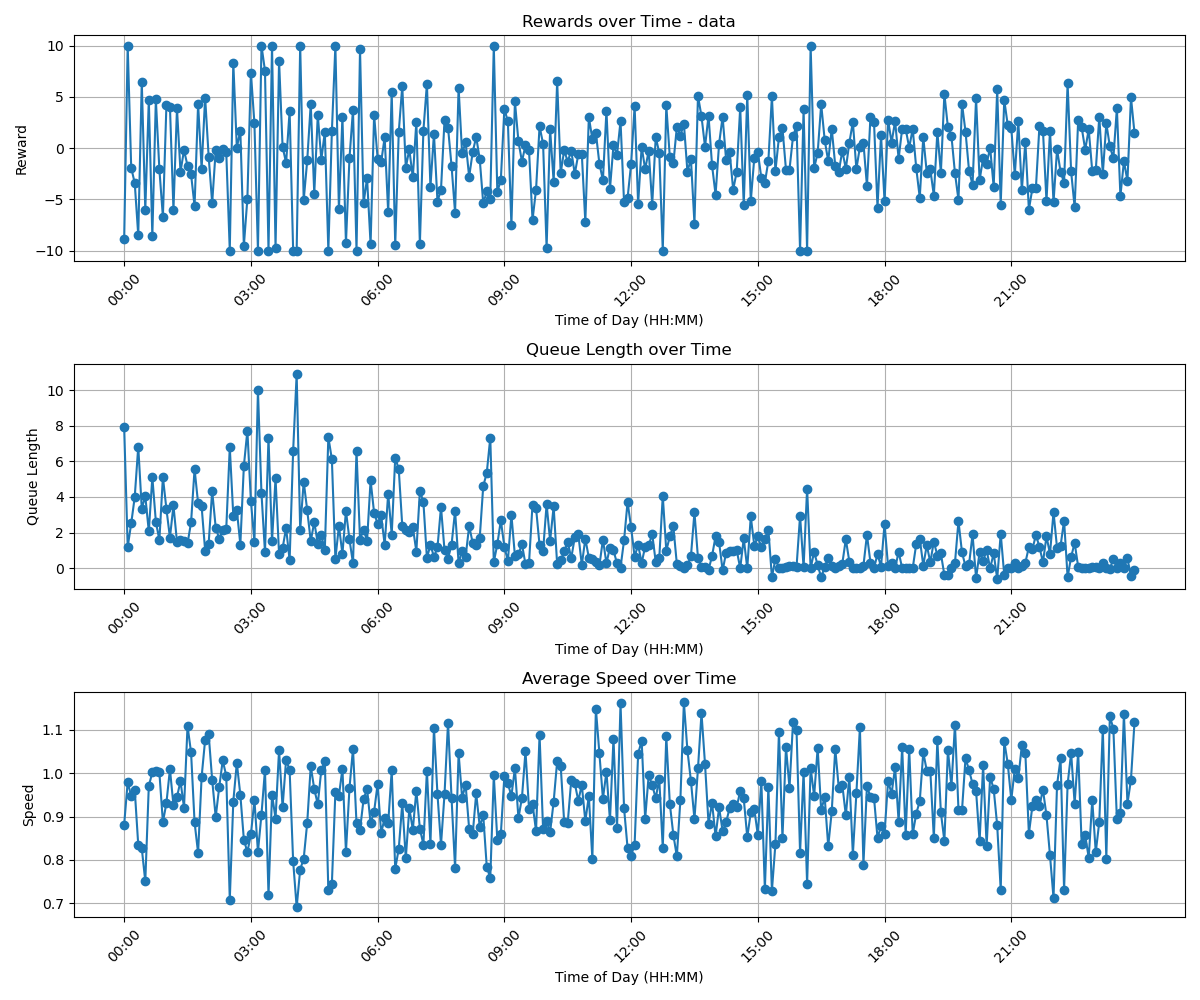 Rewards over Time - data
10
5
0
−5
−10
Reward
00:00 03:00 06:00 09:00 12:00 15:00 18:00 21:00
Time of Day (HH:MM)
Queue Length over Time
10
8
6
4
2
0
Queue Length
00:00 03:00 06:00 09:00 12:00 15:00 18:00 21:00
Time of Day (HH:MM)
Average Speed over Time
1.1
1.0
0.9
0.8
0.7
Speed
00:00 03:00 06:00 09:00 12:00 15:00 18:00 21:00
Time of Day (HH:MM)